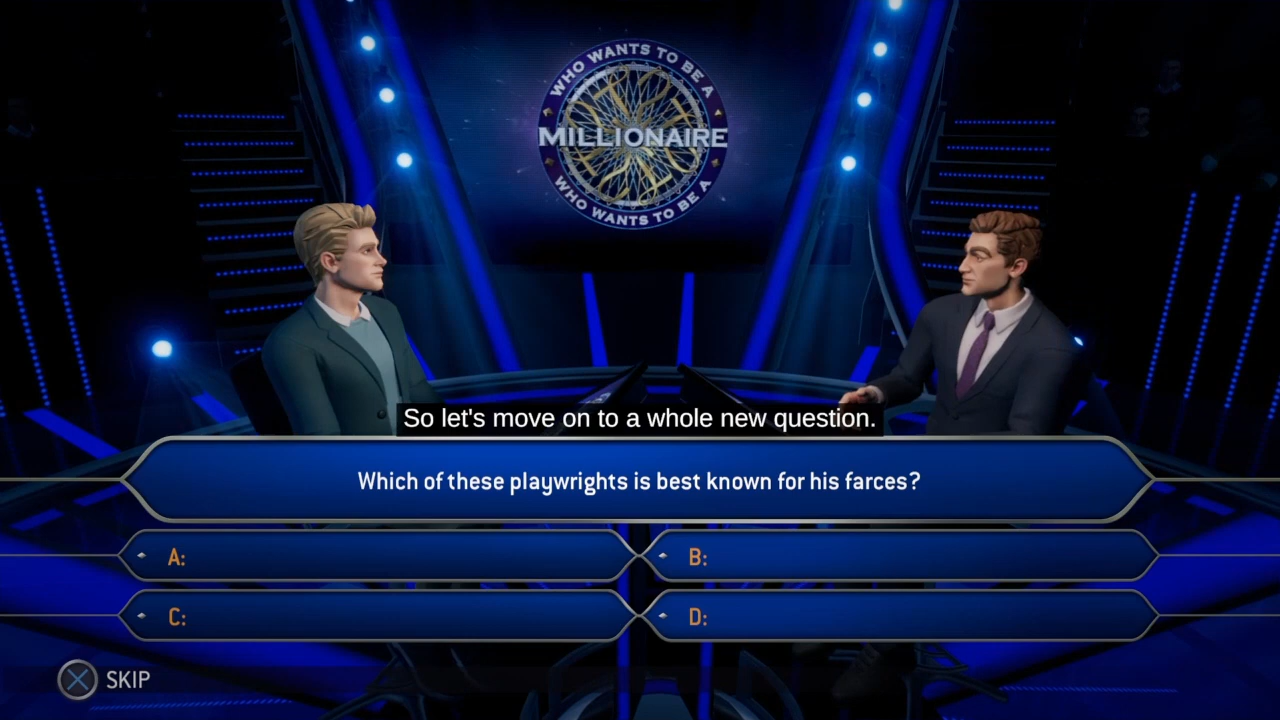 WHO WANTS TO BE A
MILLIONAIRE
WHO WANTS TO BE A
So let's move on to a whole new question.
Which of these playwrights is best known for his farces?
A:
B:
C:
D:
SKIP